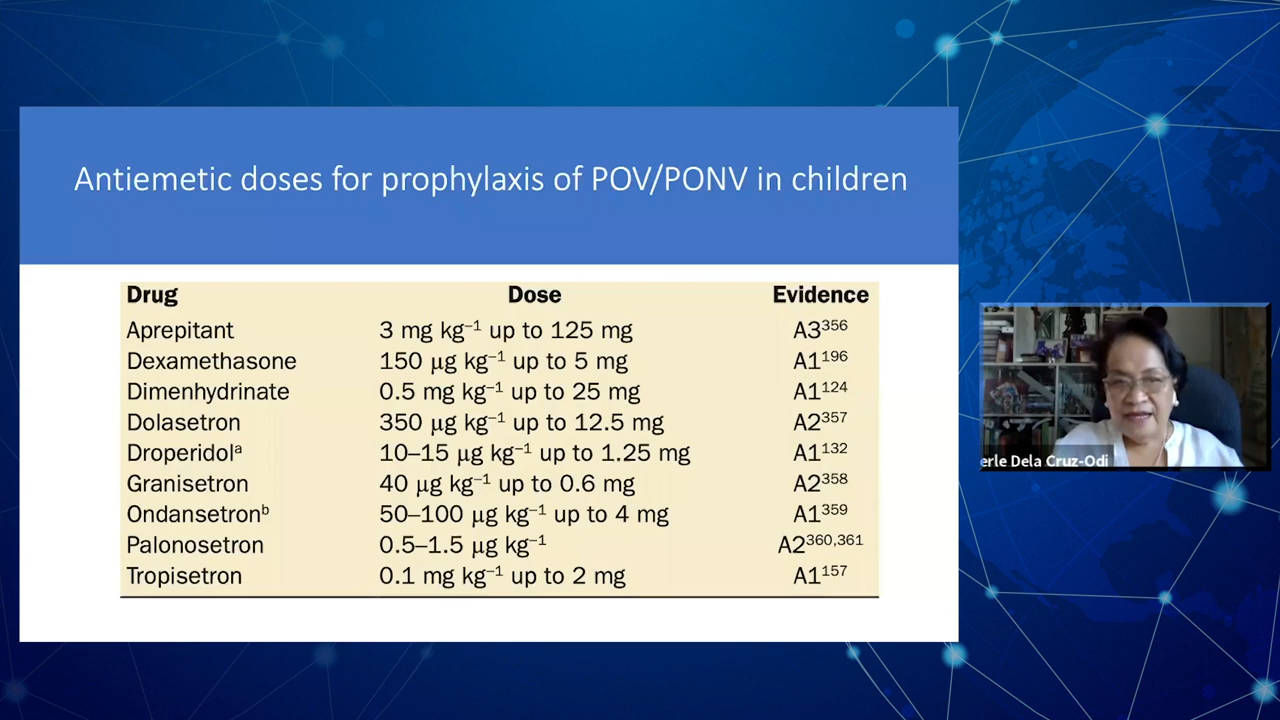 Antiemetic doses for prophylaxis of POV/PONV in children
Drug Dose Evidence
Apripitant 3 mg kg⁻¹ up to 125 mg A3³⁵⁶
Dexamethasone 150 μg kg⁻¹ up to 5 mg A1¹⁹⁶
Dimenhydrinate 0.5 mg kg⁻¹ up to 25 mg A1¹²⁴
Dolasetron 350 μg kg⁻¹ up to 12.5 mg A2³⁵⁷
Droperidolᵃ 10–15 μg kg⁻¹ up to 1.25 mg A1¹³²
Granisetron 40 μg kg⁻¹ up to 0.6 mg A2³⁵⁸
Ondansetronᵇ 50–100 μg kg⁻¹ up to 4 mg A1³⁵⁹
Palonosetron 0.5–1.5 μg kg⁻¹ A2³⁶⁰,³⁶¹
Tropisetron 0.1 mg kg⁻¹ up to 2 mg A1¹⁵⁷
erle Dela Cruz-Odi